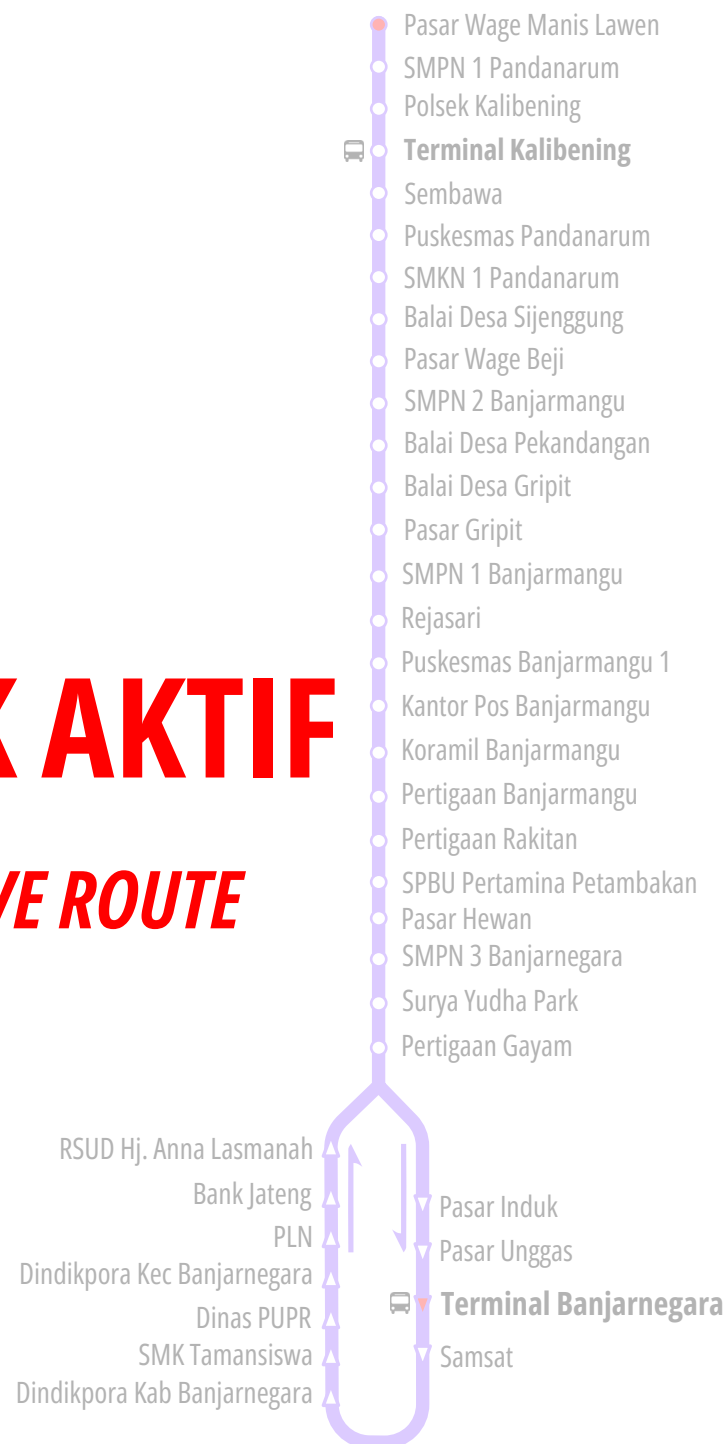 Pasar Wage Manis Lawen
SMPN 1 Pandanarum
Polsek Kalibening
Terminal Kalibening
Sembawa
Puskesmas Pandanarum
SMKN 1 Pandanarum
Balai Desa Sijenggung
Pasar Wage Beji
SMPN 2 Banjarmangu
Balai Desa Pekandangan
Balai Desa Gripit
Pasar Gripit
SMPN 1 Banjarmangu
Rejasari
Puskesmas Banjarmangu 1
Kantor Pos Banjarmangu
Koramil Banjarmangu
Pertigaan Banjarmangu
Pertigaan Rakitan
SPBU Pertamina Petambakan
Pasar Hewan
SMPN 3 Banjarnegara
Surya Yudha Park
Pertigaan Gayam
K AKTIF
VE ROUTE
RSUD Hj. Anna Lasmanah
Bank Jateng
PLN
Dindikpora Kec Banjarnegara
Dinas PUPR
SMK Tamansiswa
Dindikpora Kab Banjarnegara
Pasar Induk
Pasar Unggas
Terminal Banjarnegara
Samsat